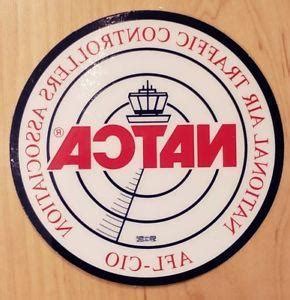 NATIONAL AIR TRAFFIC CONTROLLERS ASSOCIATION
NATCA®
AFL-CIO